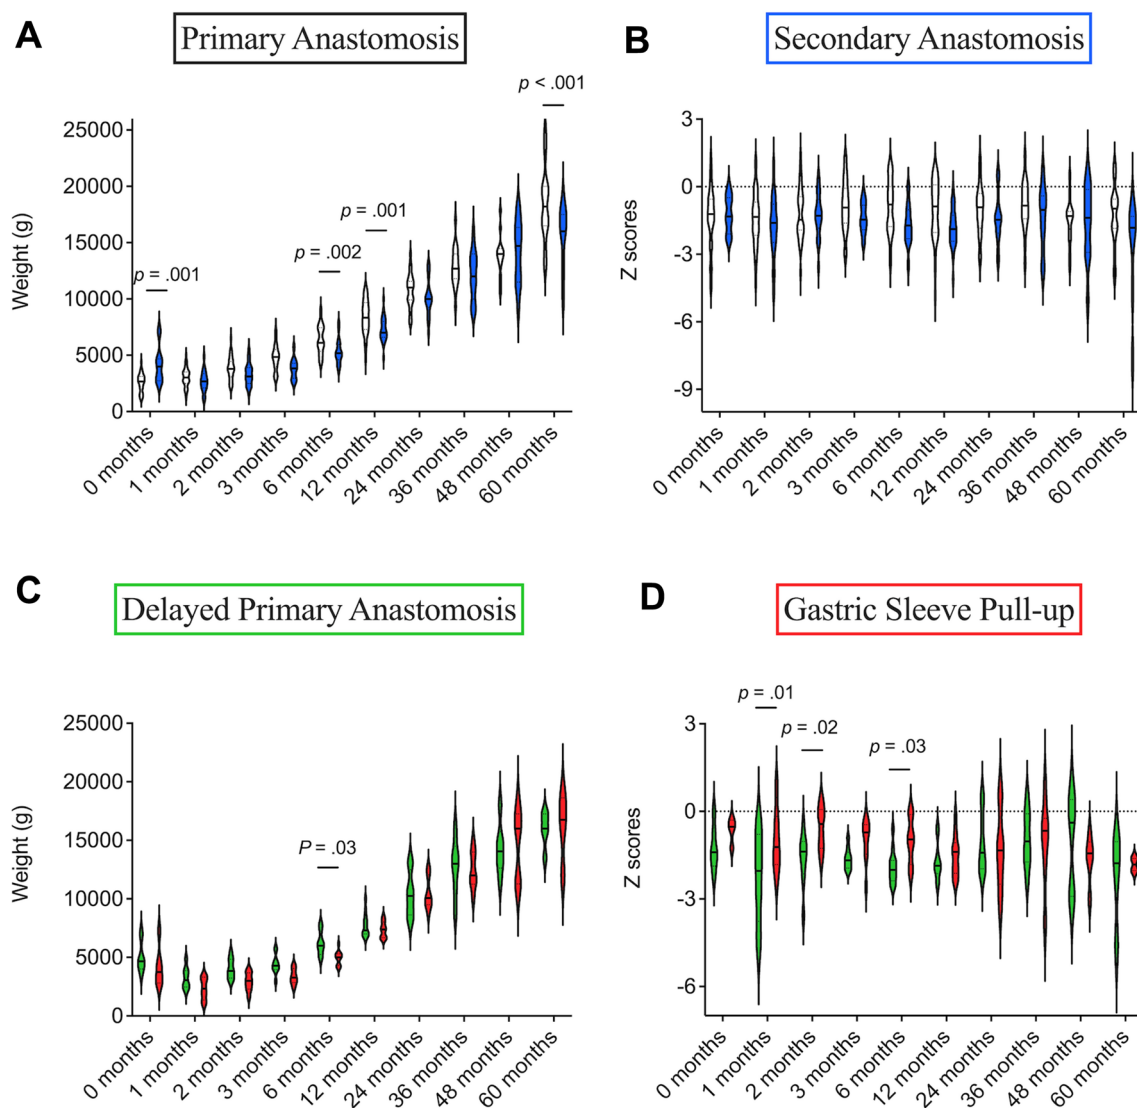 A
Primary Anastomosis
B
Secondary Anastomosis
p = .001
p = .002
p = .001
p < .001
Weight (g)
25000
20000
15000
10000
5000
0
0 months
1 months
2 months
3 months
6 months
12 months
24 months
36 months
48 months
60 months
Z scores
3
0
-3
-6
-9
0 months
1 months
2 months
3 months
6 months
12 months
24 months
36 months
48 months
60 months
C
Delayed Primary Anastomosis
D
Gastric Sleeve Pull-up
P = .03
Weight (g)
25000
20000
15000
10000
5000
0
0 months
1 months
2 months
3 months
6 months
12 months
24 months
36 months
48 months
60 months
p = .01
p = .02
p = .03
Z scores
3
0
-3
-6
0 months
1 months
2 months
3 months
6 months
12 months
24 months
36 months
48 months
60 months